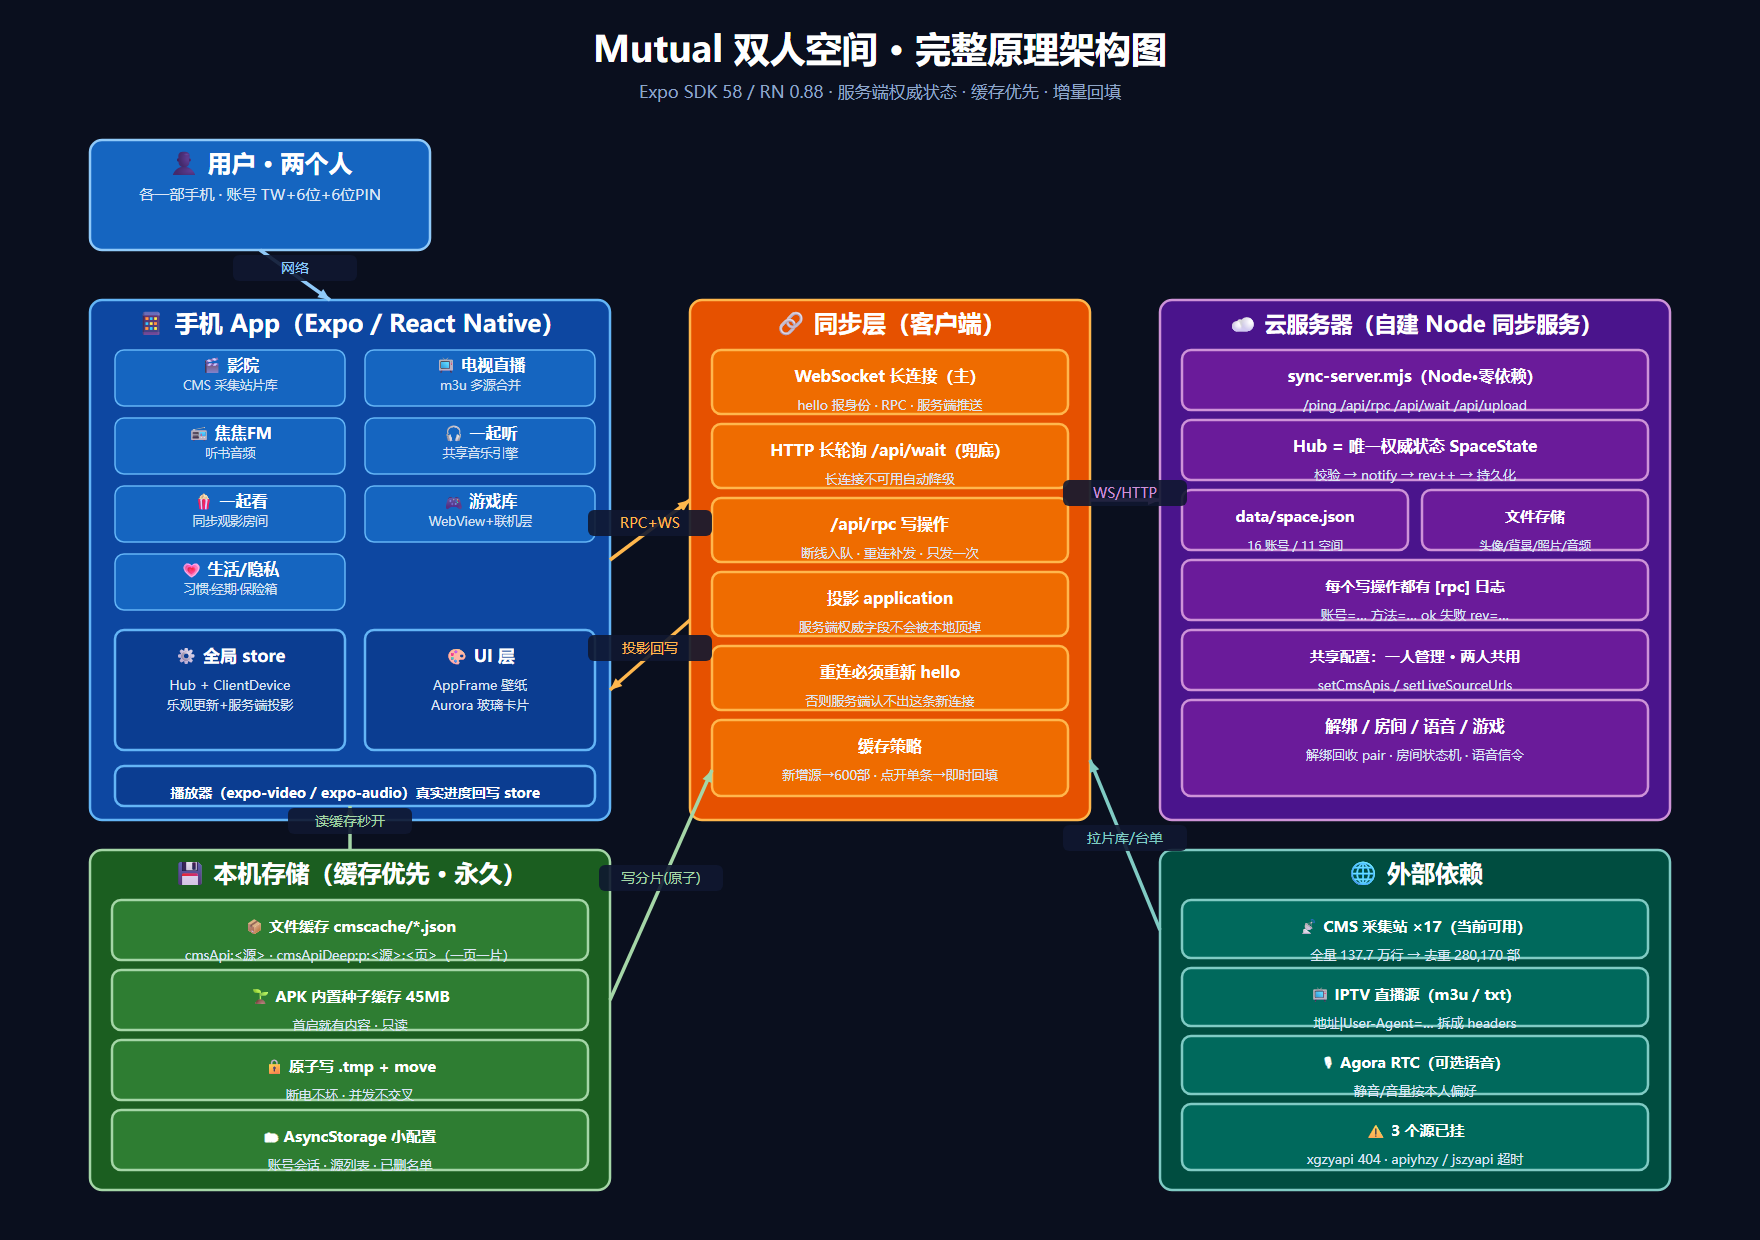 Mutual 双人空间 · 完整原理架构图
Expo SDK 58 / RN 0.88 · 服务端权威状态 · 缓存优先 · 增量回填
👤 用户 · 两个人
各一部手机 · 账号 TW+6位+6位PIN
网络
📱 手机 App（Expo / React Native）
🎬 影院
CMS 采集站片库
📺 电视直播
m3u 多源合并
📻 焦焦FM
听书音频
🎧 一起听
共享音乐引擎
🍿 一起看
同步观影房间
🎮 游戏库
WebView+联机层
💗 生活/隐私
习惯·经期·保险箱
⚙️ 全局 store
Hub + ClientDevice
乐观更新+服务端投影
🎨 UI 层
AppFrame 壁纸
Aurora 玻璃卡片
播放器（expo-video / expo-audio）真实进度回写 store
RPC+WS
投影回写
🔗 同步层（客户端）
WebSocket 长连接（主）
hello 报身份 · RPC · 服务端推送
HTTP 长轮询 /api/wait（兜底）
长连接不可用自动降级
/api/rpc 写操作
断线入队 · 重连补发 · 只发一次
投影 application
服务端权威字段不会被本地顶掉
重连必须重新 hello
否则服务端认不出这条新连接
缓存策略
新增源→600部 · 点开单条→即时回填
WS/HTTP
☁️ 云服务器（自建 Node 同步服务）
sync-server.mjs（Node·零依赖）
/ping /api/rpc /api/wait /api/upload
Hub = 唯一权威状态 SpaceState
校验 → notify → rev++ → 持久化
data/space.json
16 账号 / 11 空间
文件存储
头像/背景/照片/音频
每个写操作都有 [rpc] 日志
账号=... 方法=... ok 失败 rev=...
共享配置：一人管理 · 两人共用
setCmsApis / setLiveSourceUrls
解绑 / 房间 / 语音 / 游戏
解绑回收 pair · 房间状态机 · 语音信令
读缓存秒开
写分片(原子)
拉片库/台单
💾 本机存储（缓存优先 · 永久）
📦 文件缓存 cmscache/*.json
cmsApi:<源> · cmsApiDeep:p:<源>:<页>（一页一片）
🌱 APK 内置种子缓存 45MB
首启就有内容 · 只读
🔒 原子写 .tmp + move
断电不坏 · 并发不交叉
🗂 AsyncStorage 小配置
账号会话 · 源列表 · 已删名单
🌐 外部依赖
📡 CMS 采集站 ×17（当前可用）
全量 137.7 万行 → 去重 280,170 部
📺 IPTV 直播源（m3u / txt）
地址|User-Agent=... 拆成 headers
🎙 Agora RTC（可选语音）
静音/音量按本人偏好
⚠️ 3 个源已挂
xgzyapi 404 · apiyhzy / jszyapi 超时